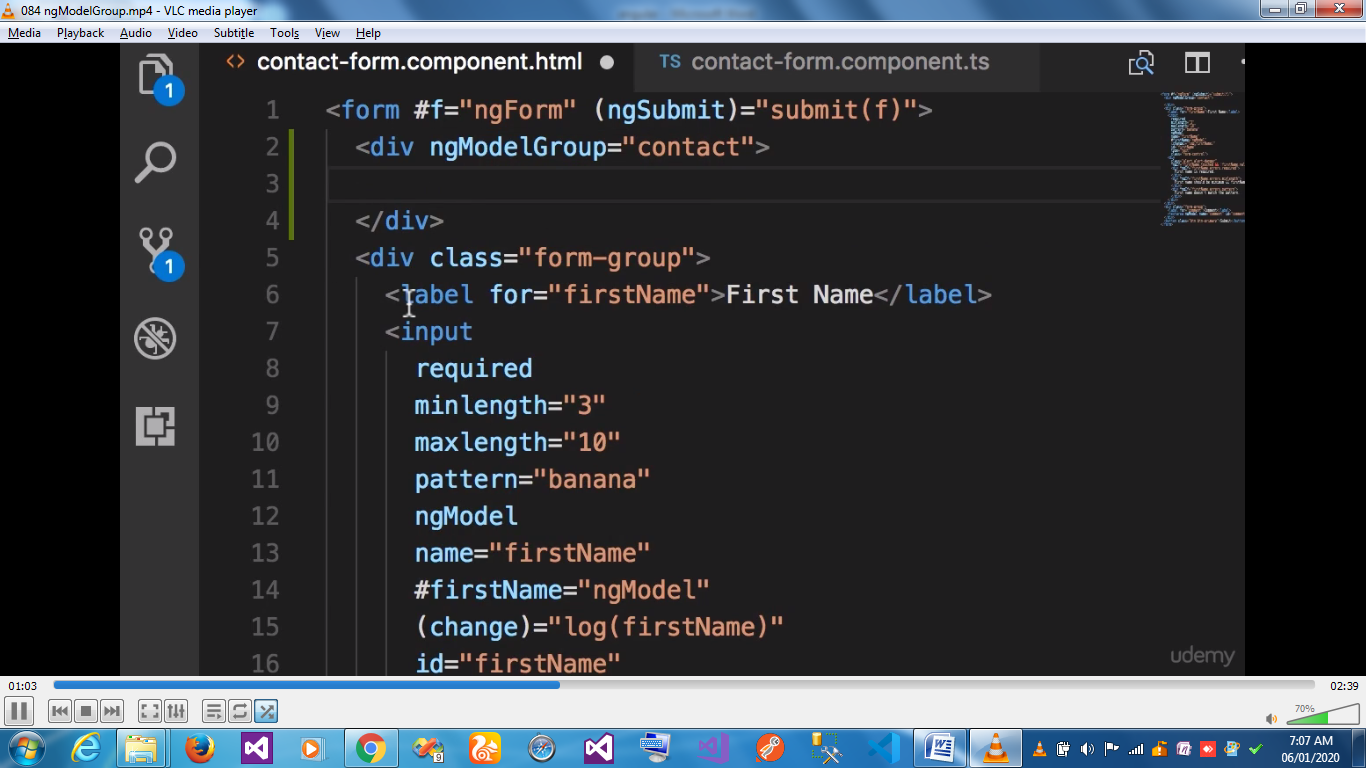 084 ngModelGroup.mp4 - VLC media player
Media Playback Audio Video Subtitle Tools View Help
contact-form.component.html TS contact-form.component.ts
1 <form #f="ngForm" (ngSubmit)="submit(f)">
2 <div ngModelGroup="contact">
3
4 </div>
5 <div class="form-group">
6 <label for="firstName">First Name</label>
7 <input
8 required
9 minlength="3"
10 maxlength="10"
11 pattern="banana"
12 ngModel
13 name="firstName"
14 #firstName="ngModel"
15 (change)="log(firstName)"
16 id="firstName"
1
1
udemy
01:03 02:39
70%
9
W
7:07 AM
06/01/2020